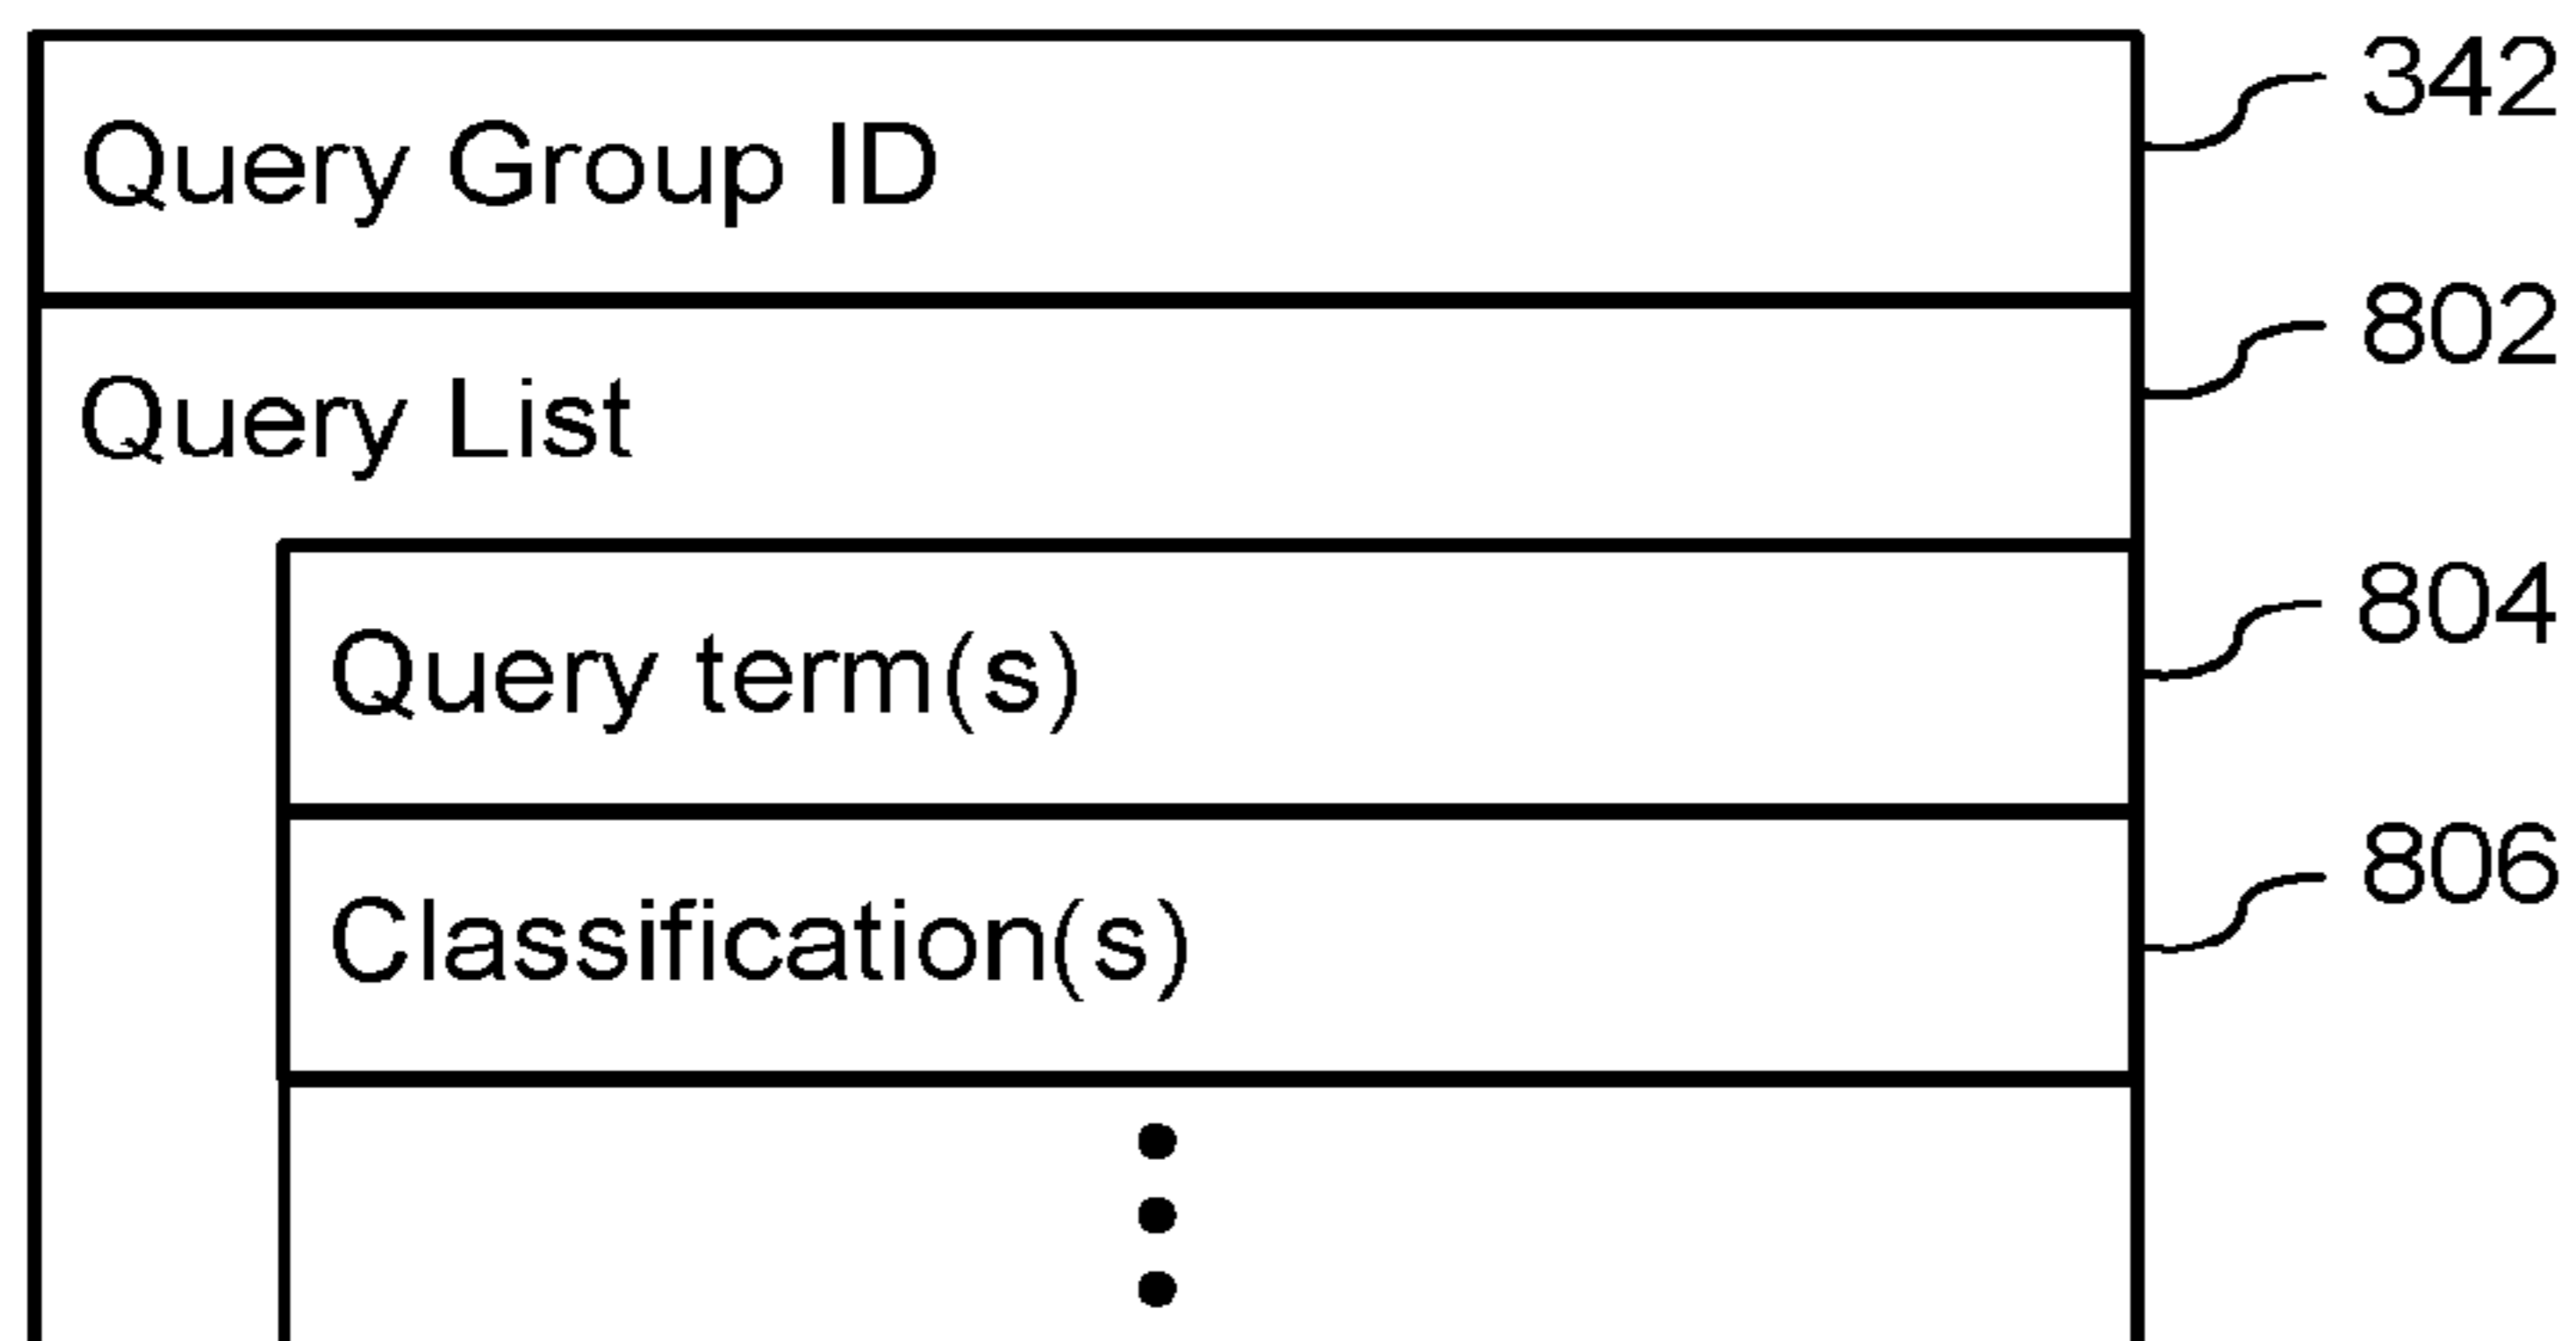 Query Group ID 342
Query List 802
Query term(s) 804
Classification(s) 806